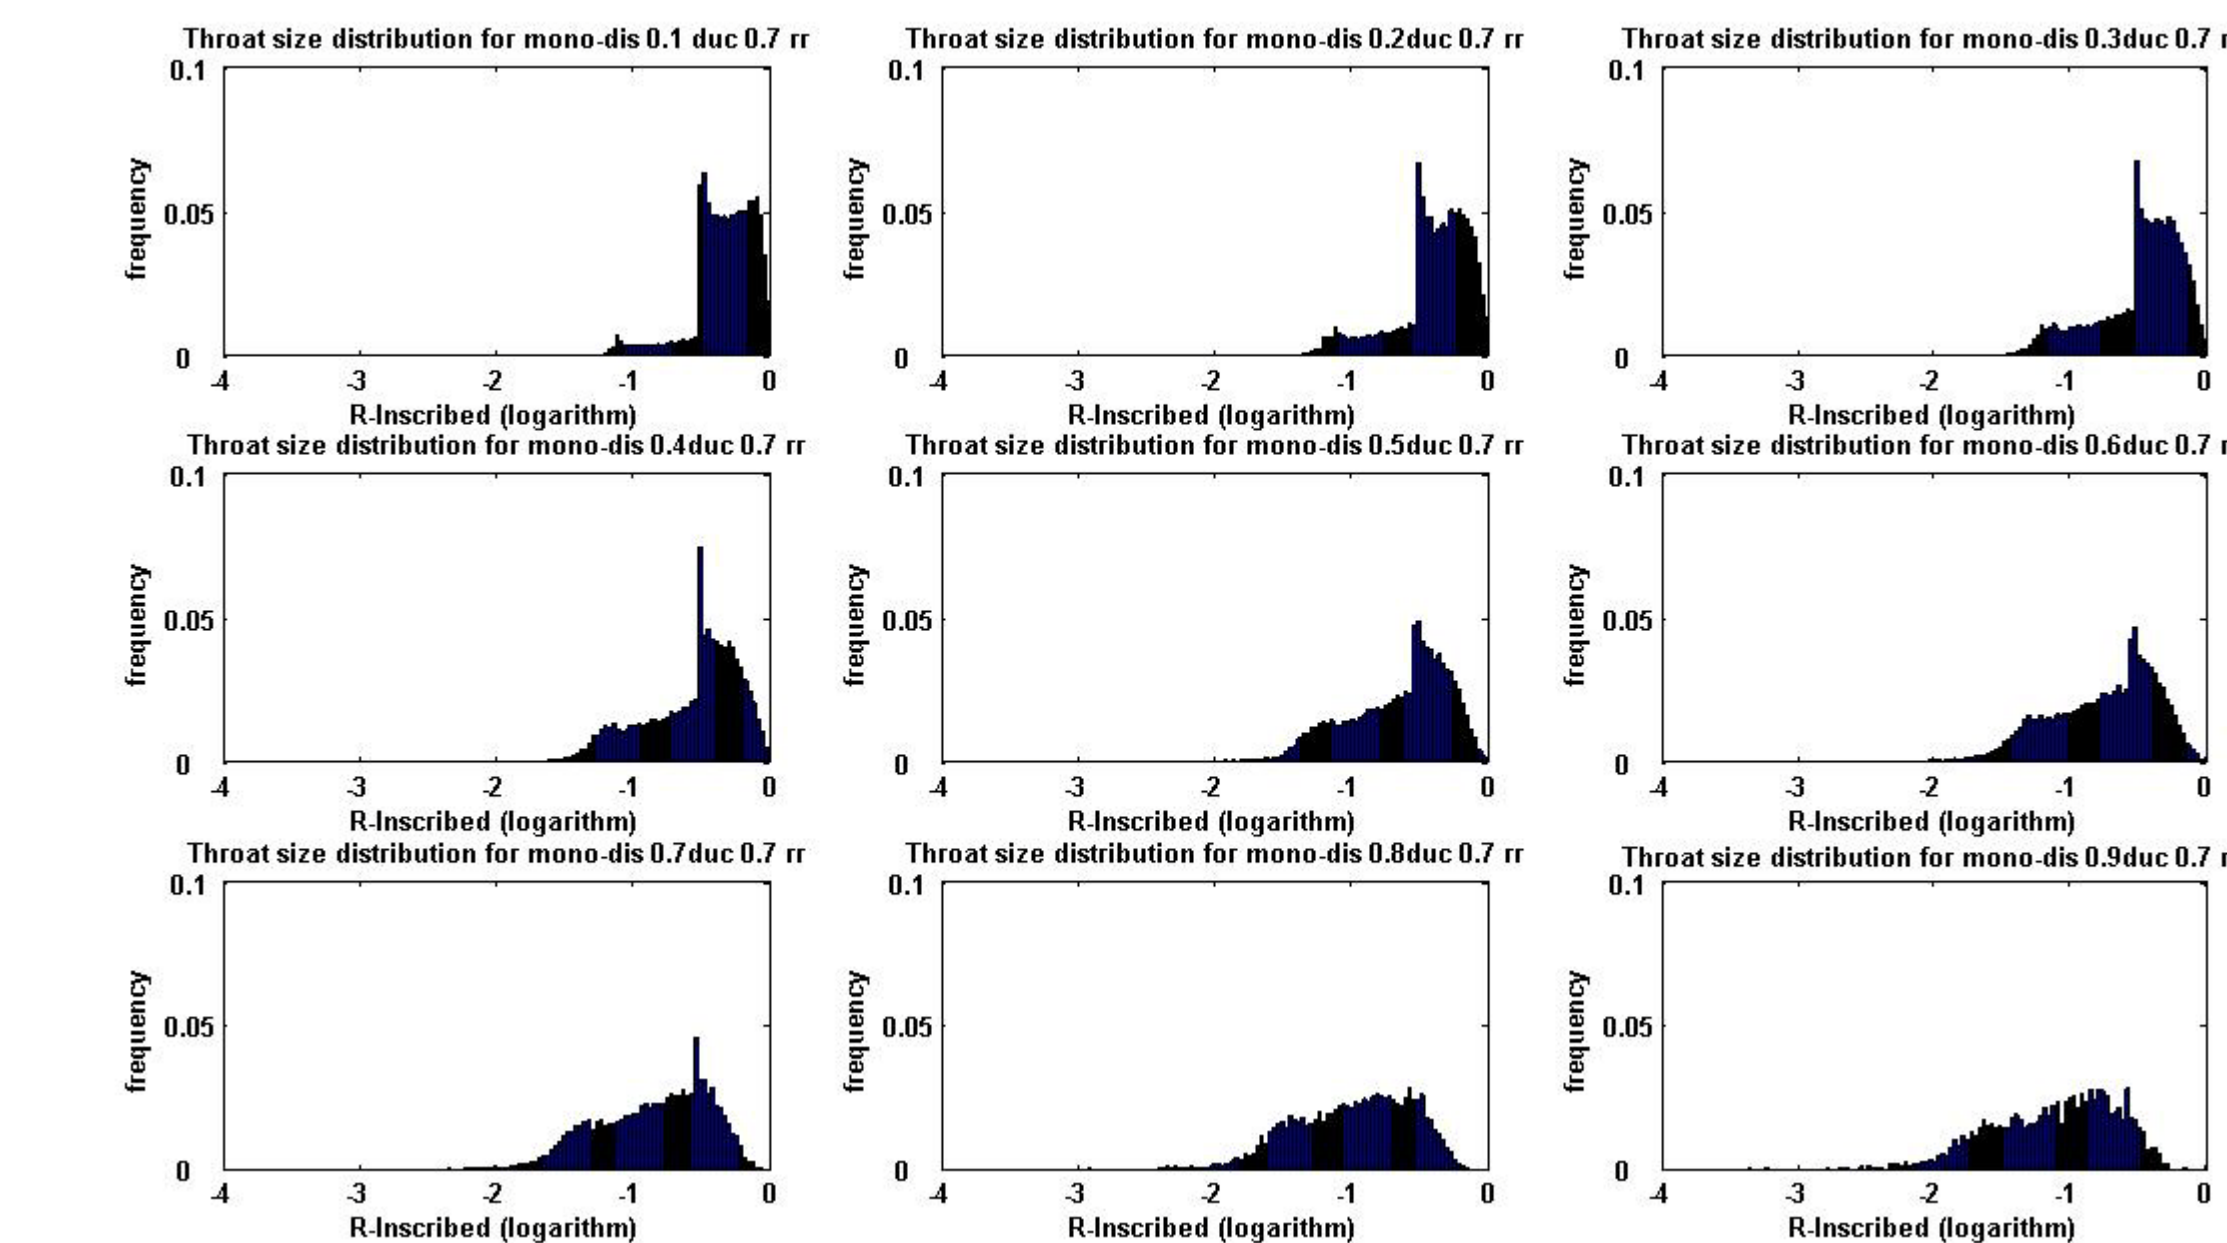 Throat size distribution for mono-dis 0.1 duc 0.7 rr
0.1
0.05
0
frequency
-4 -3 -2 -1 0
R-Inscribed (logarithm)
Throat size distribution for mono-dis 0.2duc 0.7 rr
0.1
0.05
0
frequency
-4 -3 -2 -1 0
R-Inscribed (logarithm)
Throat size distribution for mono-dis 0.3duc 0.7 r
0.1
0.05
0
frequency
-4 -3 -2 -1 0
R-Inscribed (logarithm)
Throat size distribution for mono-dis 0.4duc 0.7 rr
0.1
0.05
0
frequency
-4 -3 -2 -1 0
R-Inscribed (logarithm)
Throat size distribution for mono-dis 0.5duc 0.7 rr
0.1
0.05
0
frequency
-4 -3 -2 -1 0
R-Inscribed (logarithm)
Throat size distribution for mono-dis 0.6duc 0.7 r
0.1
0.05
0
frequency
-4 -3 -2 -1 0
R-Inscribed (logarithm)
Throat size distribution for mono-dis 0.7duc 0.7 rr
0.1
0.05
0
frequency
-4 -3 -2 -1 0
R-Inscribed (logarithm)
Throat size distribution for mono-dis 0.8duc 0.7 rr
0.1
0.05
0
frequency
-4 -3 -2 -1 0
R-Inscribed (logarithm)
Throat size distribution for mono-dis 0.9duc 0.7 r
0.1
0.05
0
frequency
-4 -3 -2 -1 0
R-Inscribed (logarithm)